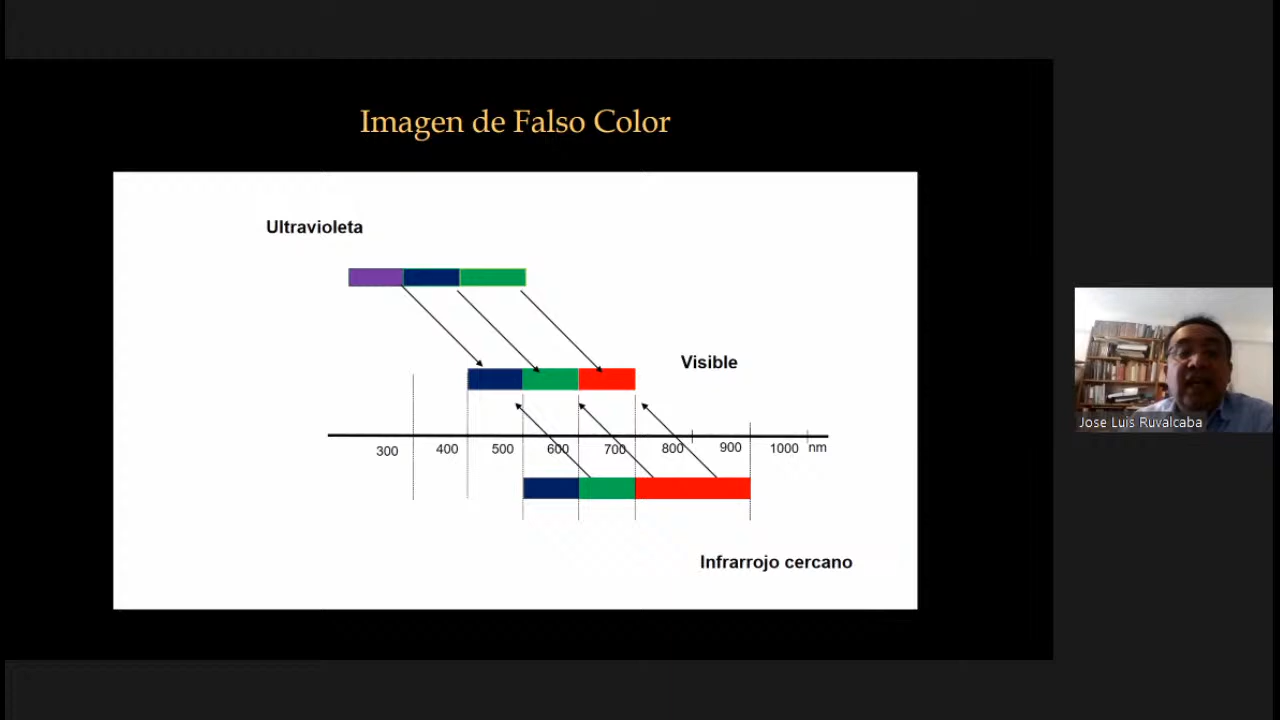 Imagen de Falso Color
Ultravioleta
Visible
300 400 500 600 700 800 900 1000 nm
Infrarrojo cercano
Jose Luis Ruvalcaba